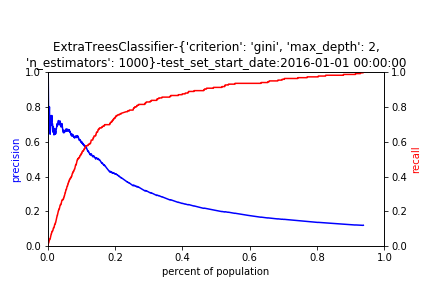 ExtraTreesClassifier-{'criterion': 'gini', 'max_depth': 2,
'n_estimators': 1000}-test_set_start_date:2016-01-01 00:00:00
1.0 1.0
0.8 0.8
0.6 0.6
precision recall
0.4 0.4
0.2 0.2
0.0 0.0
0.0 0.2 0.4 0.6 0.8 1.0
percent of population